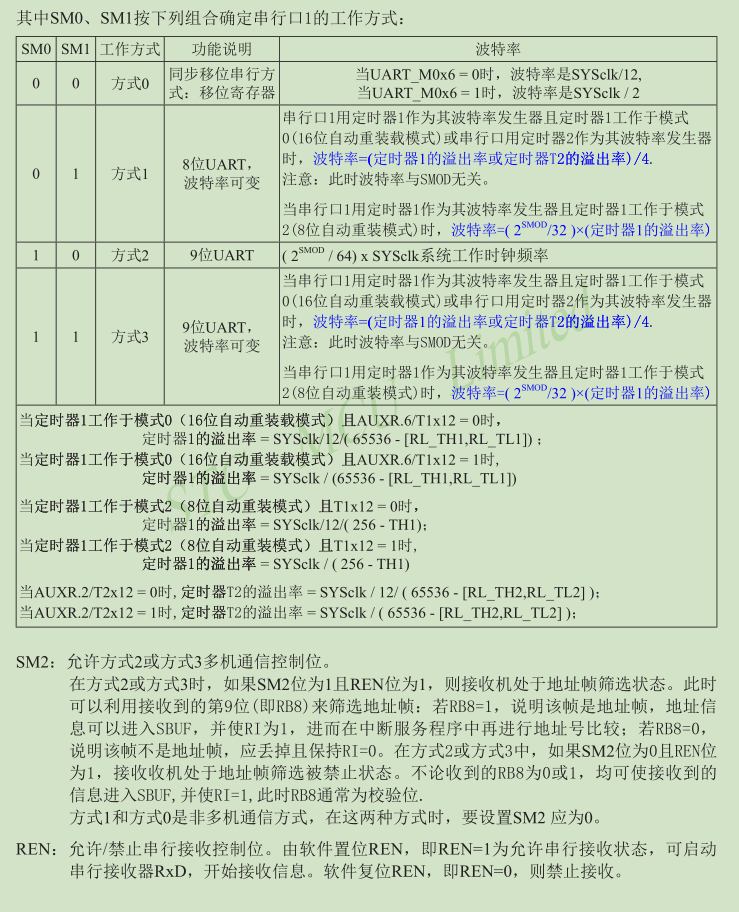 其中SM0、SM1按下列组合确定串行口1的工作方式：
SM0 SM1 工作方式 功能说明 波特率
0 0 方式0 同步移位串行方式：移位寄存器
当UART_M0x6 = 0时，波特率是SYSclk/12,
当UART_M0x6 = 1时，波特率是SYSclk / 2
0 1 方式1 8位UART，波特率可变
串行口1用定时器1作为其波特率发生器且定时器1工作于模式
0(16位自动重装载模式)或串行口用定时器2作为其波特率发生器
时，波特率=(定时器1的溢出率或定时器T2的溢出率)/4.
注意：此时波特率与SMOD无关。
当串行口1用定时器1作为其波特率发生器且定时器1工作于模式
2(8位自动重装模式)时，波特率=( 2^SMOD/32 )×(定时器1的溢出率)
1 0 方式2 9位UART ( 2^SMOD / 64) x SYSclk系统工作时钟频率
1 1 方式3 9位UART，波特率可变
当串行口1用定时器1作为其波特率发生器且定时器1工作于模式
0(16位自动重装载模式)或串行口用定时器2作为其波特率发生器
时，波特率=(定时器1的溢出率或定时器T2的溢出率)/4.
注意：此时波特率与SMOD无关。
当串行口1用定时器1作为其波特率发生器且定时器1工作于模式
2(8位自动重装模式)时，波特率=( 2^SMOD/32 )×(定时器1的溢出率)
当定时器1工作于模式0（16位自动重装载模式）且AUXR.6/T1x12 = 0时，
定时器1的溢出率 = SYSclk/12/( 65536 - [RL_TH1,RL_TL1]) ；
当定时器1工作于模式0（16位自动重装载模式）且AUXR.6/T1x12 = 1时,
定时器1的溢出率 = SYSclk / (65536 - [RL_TH1,RL_TL1])
当定时器1工作于模式2（8位自动重装模式）且T1x12 = 0时，
定时器1的溢出率 = SYSclk/12/( 256 - TH1)；
当定时器1工作于模式2（8位自动重装模式）且T1x12 = 1时,
定时器1的溢出率 = SYSclk / ( 256 - TH1)
当AUXR.2/T2x12 = 0时, 定时器T2的溢出率 = SYSclk / 12/ ( 65536 - [RL_TH2,RL_TL2] )；
当AUXR.2/T2x12 = 1时, 定时器T2的溢出率 = SYSclk / ( 65536 - [RL_TH2,RL_TL2] )；
STC MCU Limited
SM2：允许方式2或方式3多机通信控制位。
在方式2或方式3时，如果SM2位为1且REN位为1，则接收机处于地址帧筛选状态。此时
可以利用接收到的第9位(即RB8)来筛选地址帧：若RB8=1，说明该帧是地址帧，地址信
息可以进入SBUF，并使RI为1，进而在中断服务程序中再进行地址号比较；若RB8=0，
说明该帧不是地址帧，应丢掉且保持RI=0。在方式2或方式3中，如果SM2位为0且REN位
为1，接收收机处于地址帧筛选被禁止状态。不论收到的RB8为0或1，均可使接收到的
信息进入SBUF,并使RI=1,此时RB8通常为校验位.
方式1和方式0是非多机通信方式，在这两种方式时，要设置SM2 应为0。
REN：允许/禁止串行接收控制位。由软件置位REN，即REN=1为允许串行接收状态，可启动
串行接收器RxD，开始接收信息。软件复位REN，即REN=0，则禁止接收。